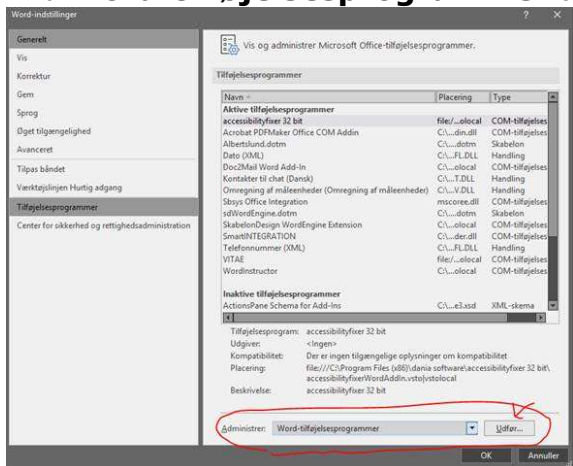 Word-indstillinger ? ×
Generelt
Vis
Korrektur
Gem
Sprog
Øget tilgængelighed
Avanceret
Tilpas båndet
Værktøjslinjen Hurtig adgang
Tilføjelsesprogrammer
Center for sikkerhed og rettighedsadministration
Vis og administrer Microsoft Office-tilføjelsesprogrammer.
Tilføjelsesprogrammer
Navn Placering Type
Aktive tilføjelsesprogrammer
accessibilityfixer 32 bit file:/...olocal COM-tilføjelses
Acrobat PDFMaker Office COM Addin C:\...din.dll COM-tilføjelses
Albertslund.dotm C:\....dotm Skabelon
Dato (XML) C:\...FL.DLL Handling
Doc2Mail Word Add-In C:\...olocal COM-tilføjelses
Kontakter til chat (Dansk) C:\...T.DLL Handling
Omregning af måleenheder (Omregning af måleenheder) C:\...V.DLL Handling
Sbsys Office Integration mscoree.dll COM-tilføjelses
sdWordEngine.dotm C:\....dotm Skabelon
SkabelonDesign WordEngine Extension C:\...olocal COM-tilføjelses
SmartINTEGRATION C:\...der.dll COM-tilføjelses
Telefonnummer (XML) C:\...FL.DLL Handling
VITAE file:/...olocal COM-tilføjelses
WordInstructor C:\...olocal COM-tilføjelses
Inaktive tilføjelsesprogrammer
ActionsPane Schema for Add-Ins C:\...e3.xsd XML-skema
Tilføjelsesprogram: accessibilityfixer 32 bit
Udgiver: <Ingen>
Kompatibilitet: Der er ingen tilgængelige oplysninger om kompatibilitet
Placering: file:///C:\Program Files (x86)\dania software\accessibilityfixer 32 bit\
accessibilityfixerWordAddIn.vsto|vstolocal
Beskrivelse: accessibilityfixer 32 bit
Administrer: Word-tilføjelsesprogrammer Udfør...
OK Annuller